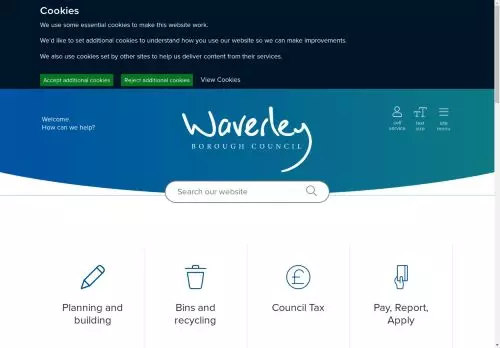 Cookies
We use some essential cookies to make this website work.
We'd like to set additional cookies to understand how you use our website so we can make improvements.
We also use cookies set by other sites to help us deliver content from their services.
Accept additional cookies Reject additional cookies View Cookies
Welcome.
How can we help?
Waverley
BOROUGH COUNCIL
self service
text size
site menu
Search our website
Planning and building
Bins and recycling
Council Tax
Pay, Report, Apply